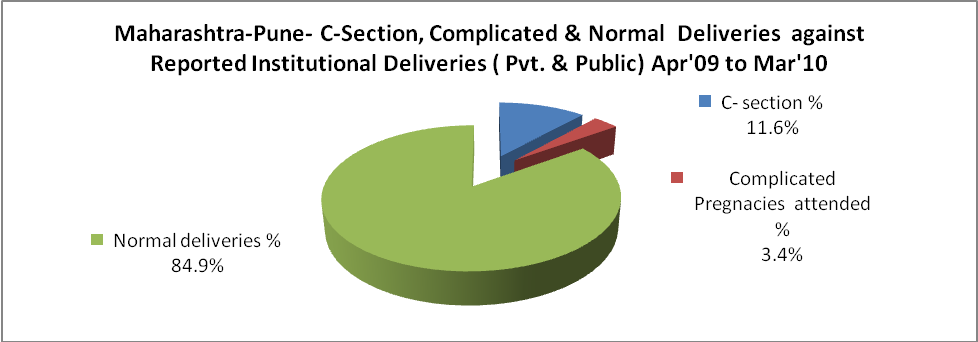 Maharashtra-Pune- C-Section, Complicated & Normal Deliveries against
Reported Institutional Deliveries ( Pvt. & Public) Apr'09 to Mar'10
C- section %
11.6%
Complicated
Pregnacies attended
%
3.4%
Normal deliveries %
84.9%